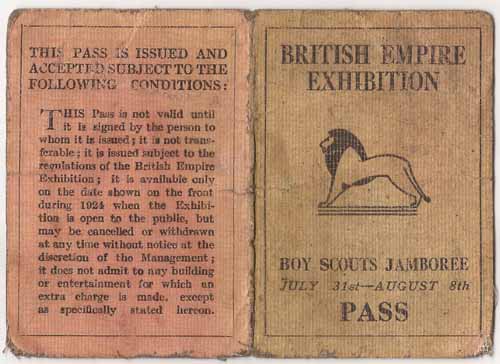 THIS PASS IS ISSUED AND
ACCEPTED SUBJECT TO THE
FOLLOWING CONDITIONS:
THIS Pass is not valid until
it is signed by the person to
whom it is issued; it is not trans-
ferable; it is issued subject to the
regulations of the British Empire
Exhibition; it is available only
on the date shown on the front
during 1924 when the Exhibi-
tion is open to the public, but
may be cancelled or withdrawn
at any time without notice at the
discretion of the Management;
it does not admit to any building
or entertainment for which an
extra charge is made, except
as specifically stated hereon.
BRITISH EMPIRE
EXHIBITION
BOY SCOUTS JAMBOREE
JULY 31st—AUGUST 8th
PASS